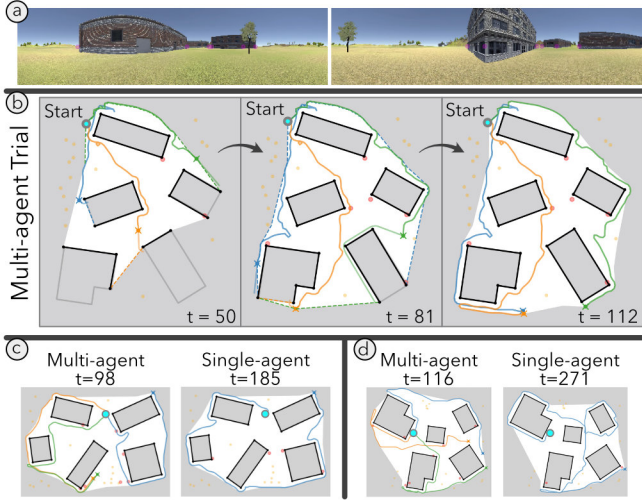 a
b
Multi-agent Trial
Start
Start
Start
t = 50
t = 81
t = 112
c
Multi-agent
t=98
Single-agent
t=185
d
Multi-agent
t=116
Single-agent
t=271